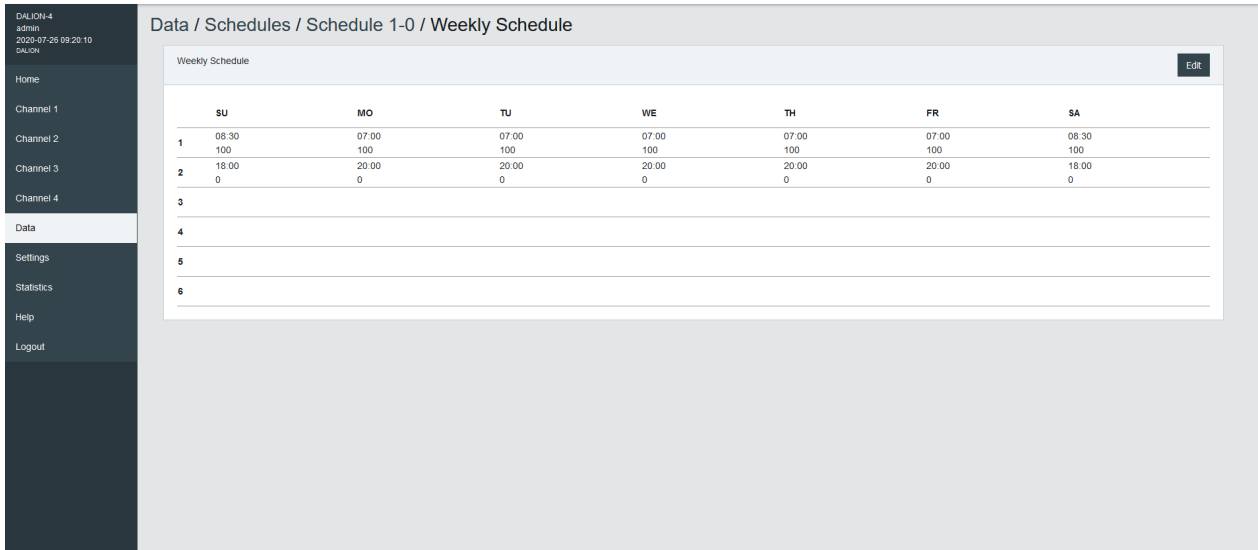 DALION-4
admin
2020-07-26 09:20:10
DALION
Home
Channel 1
Channel 2
Channel 3
Channel 4
Data
Settings
Statistics
Help
Logout
Data / Schedules / Schedule 1-0 / Weekly Schedule
Weekly Schedule
Edit
SU MO TU WE TH FR SA
1
08:30 07:00 07:00 07:00 07:00 07:00 08:30
100 100 100 100 100 100 100
2
18:00 20:00 20:00 20:00 20:00 20:00 18:00
0 0 0 0 0 0 0
3
4
5
6